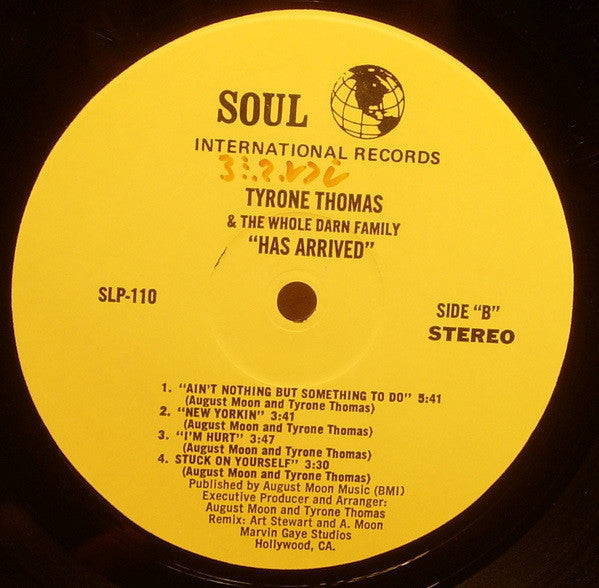 SOUL
INTERNATIONAL RECORDS
TYRONE THOMAS
& THE WHOLE DARN FAMILY
"HAS ARRIVED"
SLP-110
SIDE "B"
STEREO
1. "AIN'T NOTHING BUT SOMETHING TO DO" 5:41
(August Moon and Tyrone Thomas)
2. "NEW YORKIN" 3:41
(August Moon and Tyrone Thomas)
3. "I'M HURT" 3:47
(August Moon and Tyrone Thomas)
4. STUCK ON YOURSELF" 3:30
(August Moon and Tyrone Thomas)
Published by August Moon Music (BMI)
Executive Producer and Arranger:
August Moon and Tyrone Thomas
Remix: Art Stewart and A. Moon
Marvin Gaye Studios
Hollywood, CA.